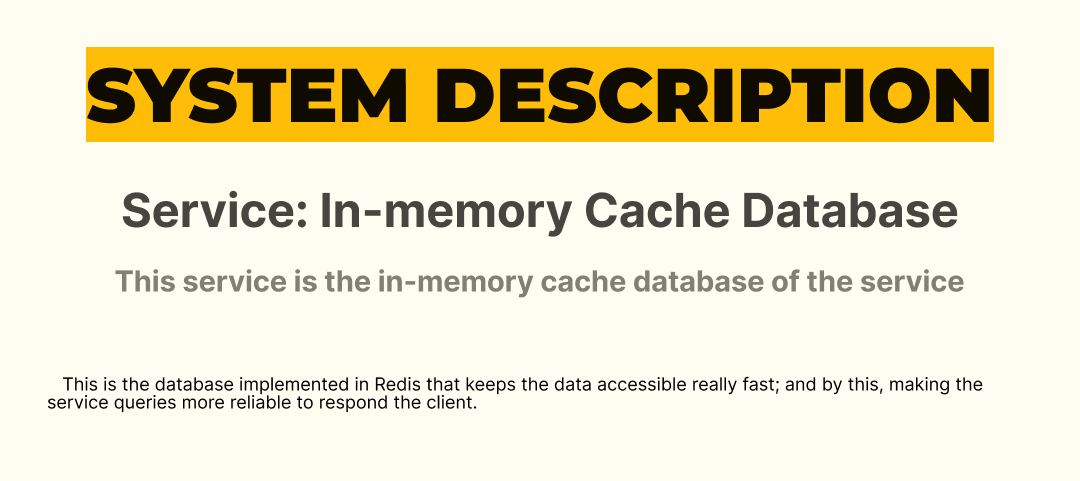 SYSTEM DESCRIPTION
Service: In-memory Cache Database
This service is the in-memory cache database of the service
This is the database implemented in Redis that keeps the data accessible really fast; and by this, making the
service queries more reliable to respond the client.